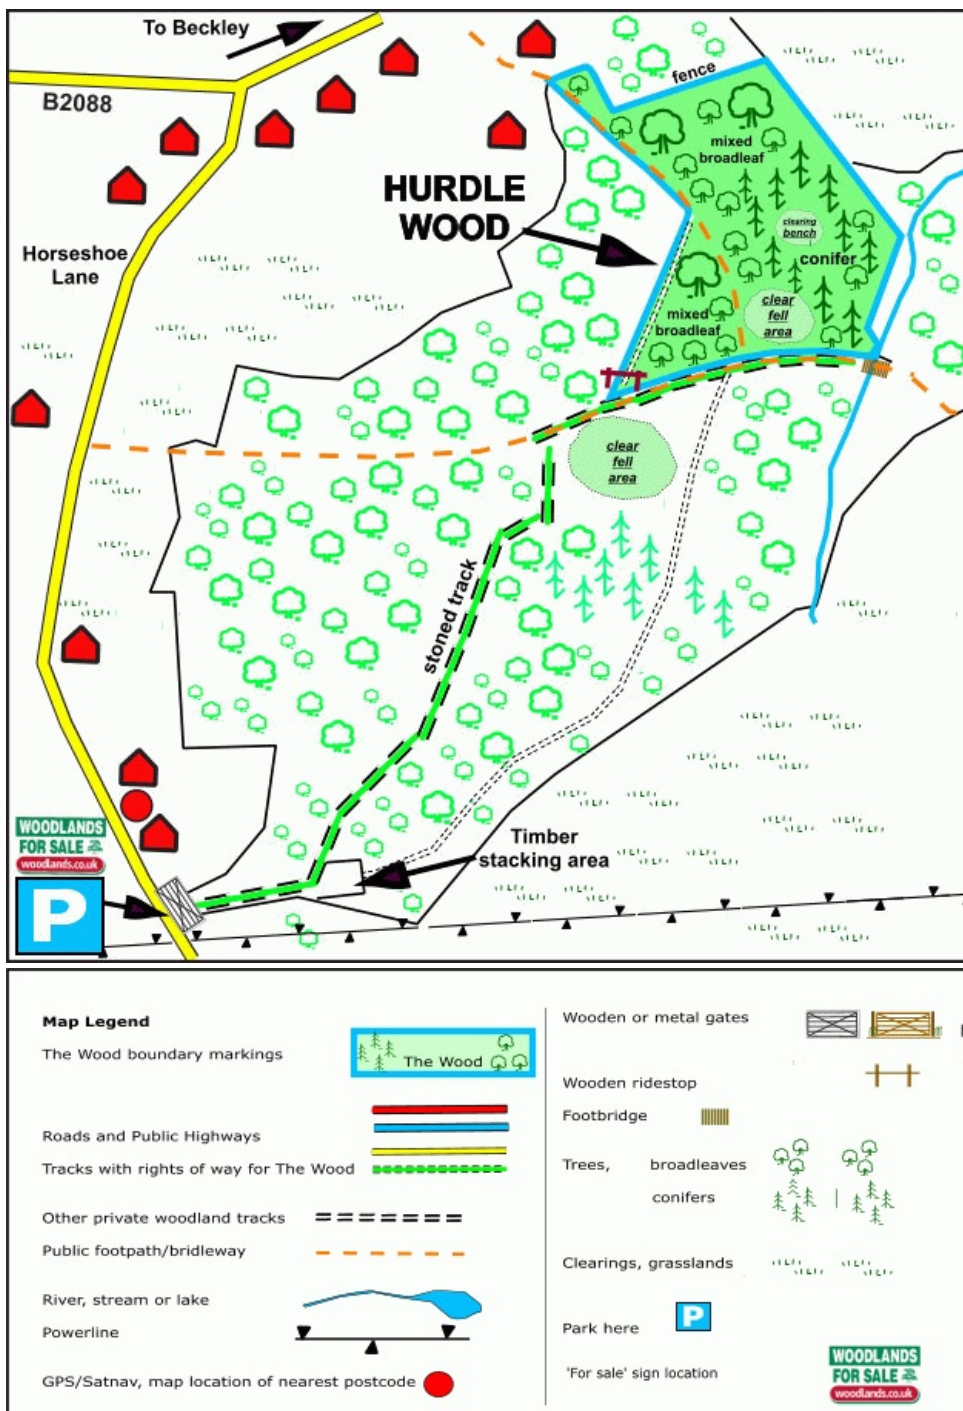 To Beckley
B2088
fence
mixed
broadleaf
HURDLE
WOOD
clearing
bench
Horseshoe
Lane
conifer
clear
fell
area
mixed
broadleaf
clear
fell
area
stoned track
WOODLANDS
FOR SALE
woodlands.co.uk
Timber
stacking area
P
Map Legend
The Wood boundary markings
The Wood
Roads and Public Highways
Tracks with rights of way for The Wood
Other private woodland tracks
Public footpath/bridleway
River, stream or lake
Powerline
GPS/Satnav, map location of nearest postcode
Wooden or metal gates
Wooden ridestop
Footbridge
Trees, broadleaves
conifers
Clearings, grasslands
Park here
P
'For sale' sign location
WOODLANDS
FOR SALE
woodlands.co.uk